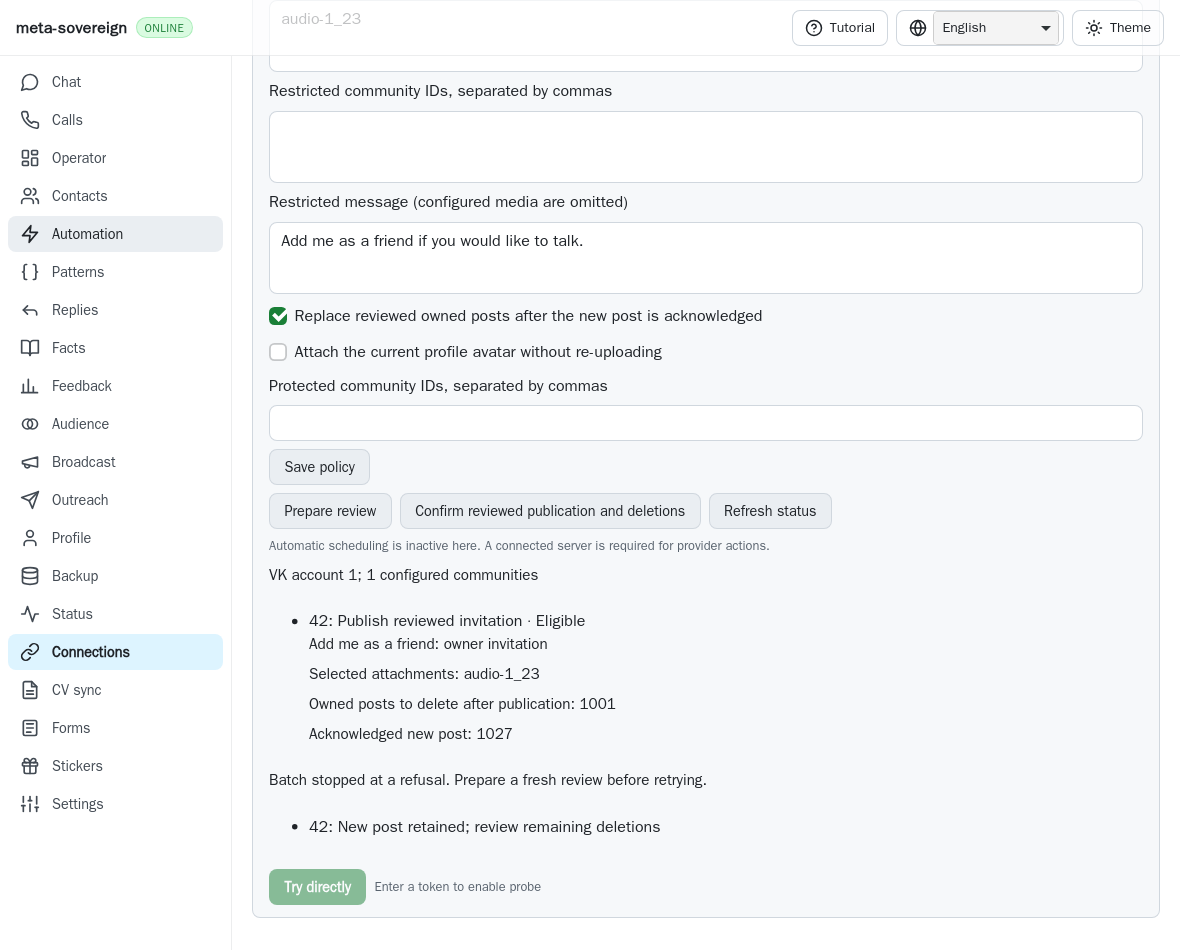 meta-sovereign
ONLINE
audio-1_23
Tutorial
English
Theme
Chat
Calls
Operator
Contacts
Automation
Patterns
Replies
Facts
Feedback
Audience
Broadcast
Outreach
Profile
Backup
Status
Connections
CV sync
Forms
Stickers
Settings
Restricted community IDs, separated by commas
Restricted message (configured media are omitted)
Add me as a friend if you would like to talk.
Replace reviewed owned posts after the new post is acknowledged
Attach the current profile avatar without re-uploading
Protected community IDs, separated by commas
Save policy
Prepare review
Confirm reviewed publication and deletions
Refresh status
Automatic scheduling is inactive here. A connected server is required for provider actions.
VK account 1; 1 configured communities
42: Publish reviewed invitation · Eligible
Add me as a friend: owner invitation
Selected attachments: audio-1_23
Owned posts to delete after publication: 1001
Acknowledged new post: 1027
Batch stopped at a refusal. Prepare a fresh review before retrying.
42: New post retained; review remaining deletions
Try directly
Enter a token to enable probe